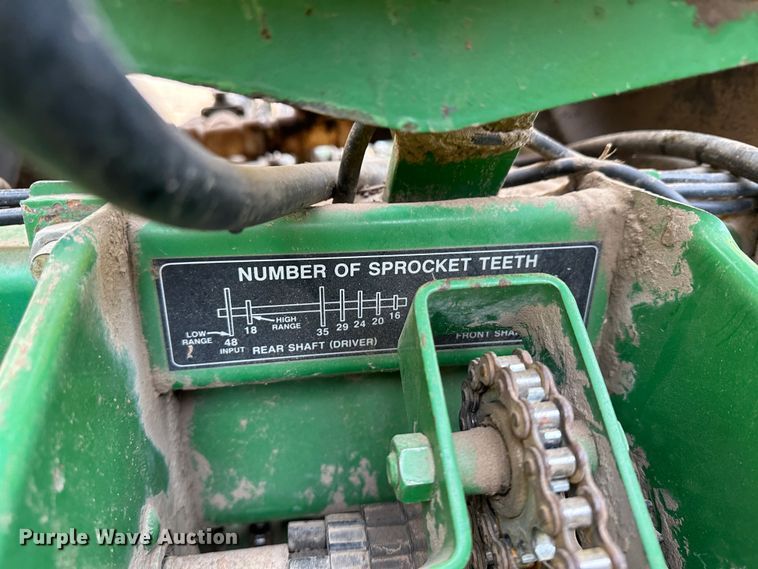 NUMBER OF SPROCKET TEETH
LOW RANGE
48
INPUT
18
HIGH RANGE
35
29
24
20
16
REAR SHAFT (DRIVER)
FRONT
Purple Wave Auction